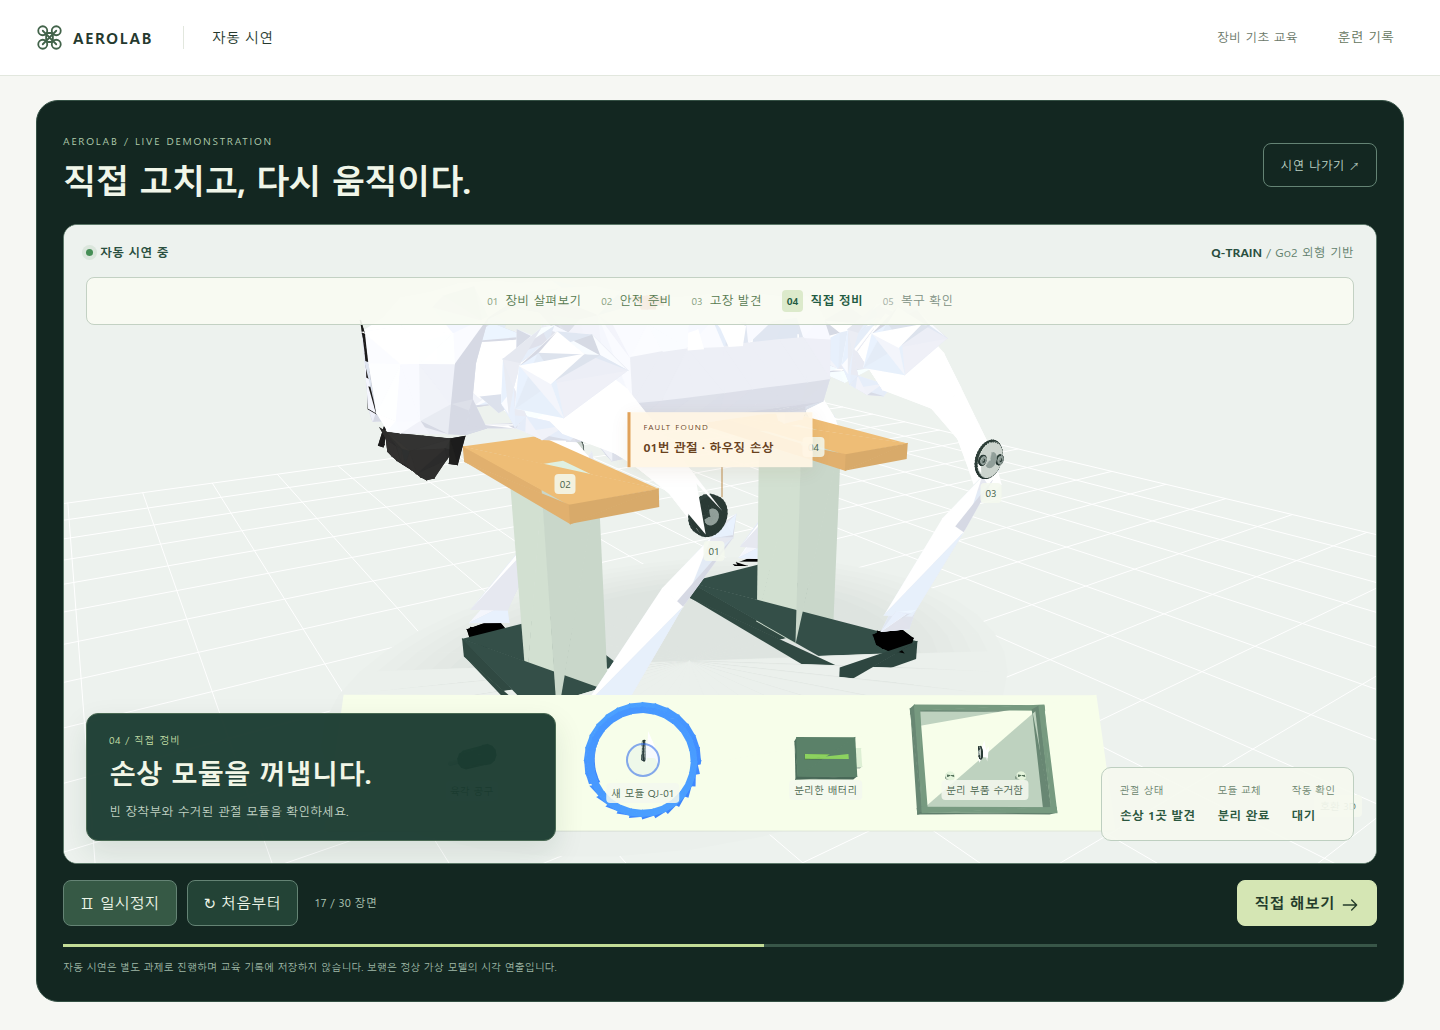 AEROLAB
자동 시연
장비 기초 교육
훈련 기록
AEROLAB / LIVE DEMONSTRATION
직접 고치고, 다시 움직이다.
시연 나가기 ↗
자동 시연 중
Q-TRAIN / Go2 외형 기반
01 장비 살펴보기
02 안전 준비
03 고장 발견
04 직접 정비
05 복구 확인
FAULT FOUND
01번 관절 · 하우징 손상
04
02
03
01
04 / 직접 정비
손상 모듈을 꺼냅니다.
빈 장착부와 수거된 관절 모듈을 확인하세요.
새 모듈 QJ-01
분리한 배터리
분리 부품 수거함
관절 상태
손상 1곳 발견
모듈 교체
분리 완료
작동 확인
대기
일시정지
↻ 처음부터
17 / 30 장면
직접 해보기 →
자동 시연은 별도 과제로 진행하며 교육 기록에 저장하지 않습니다. 보행은 정상 가상 모델의 시각 연출입니다.